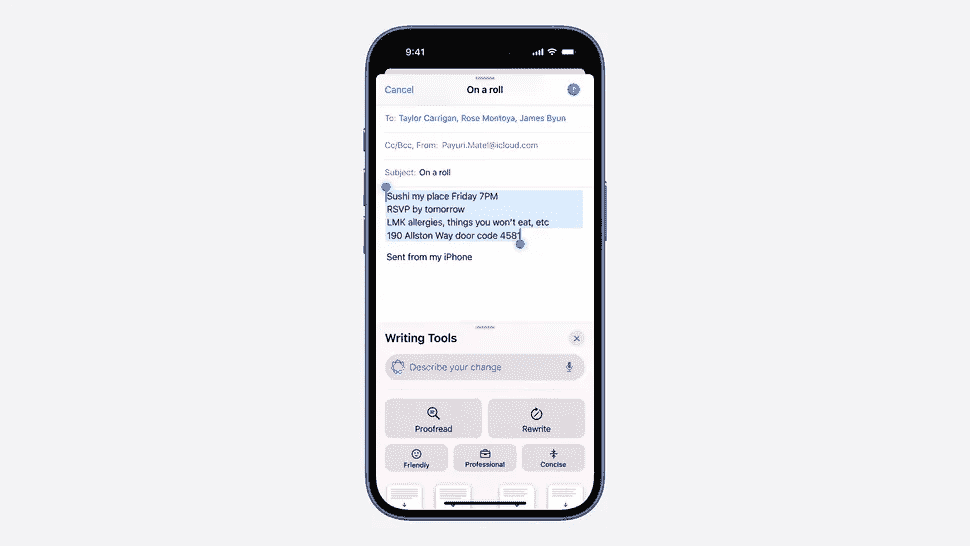 9:41
Cancel
On a roll
To: Taylor Carrigan, Rose Montoya, James Byun
Cc/Bcc, From: Payuri.Mate1@icloud.com
Subject: On a roll
Sushi my place Friday 7PM
RSVP by tomorrow
LMK allergies, things you won't eat, etc
190 Allston Way door code 4581
Sent from my iPhone
Writing Tools
Describe your change
Proofread
Rewrite
Friendly
Professional
Concise